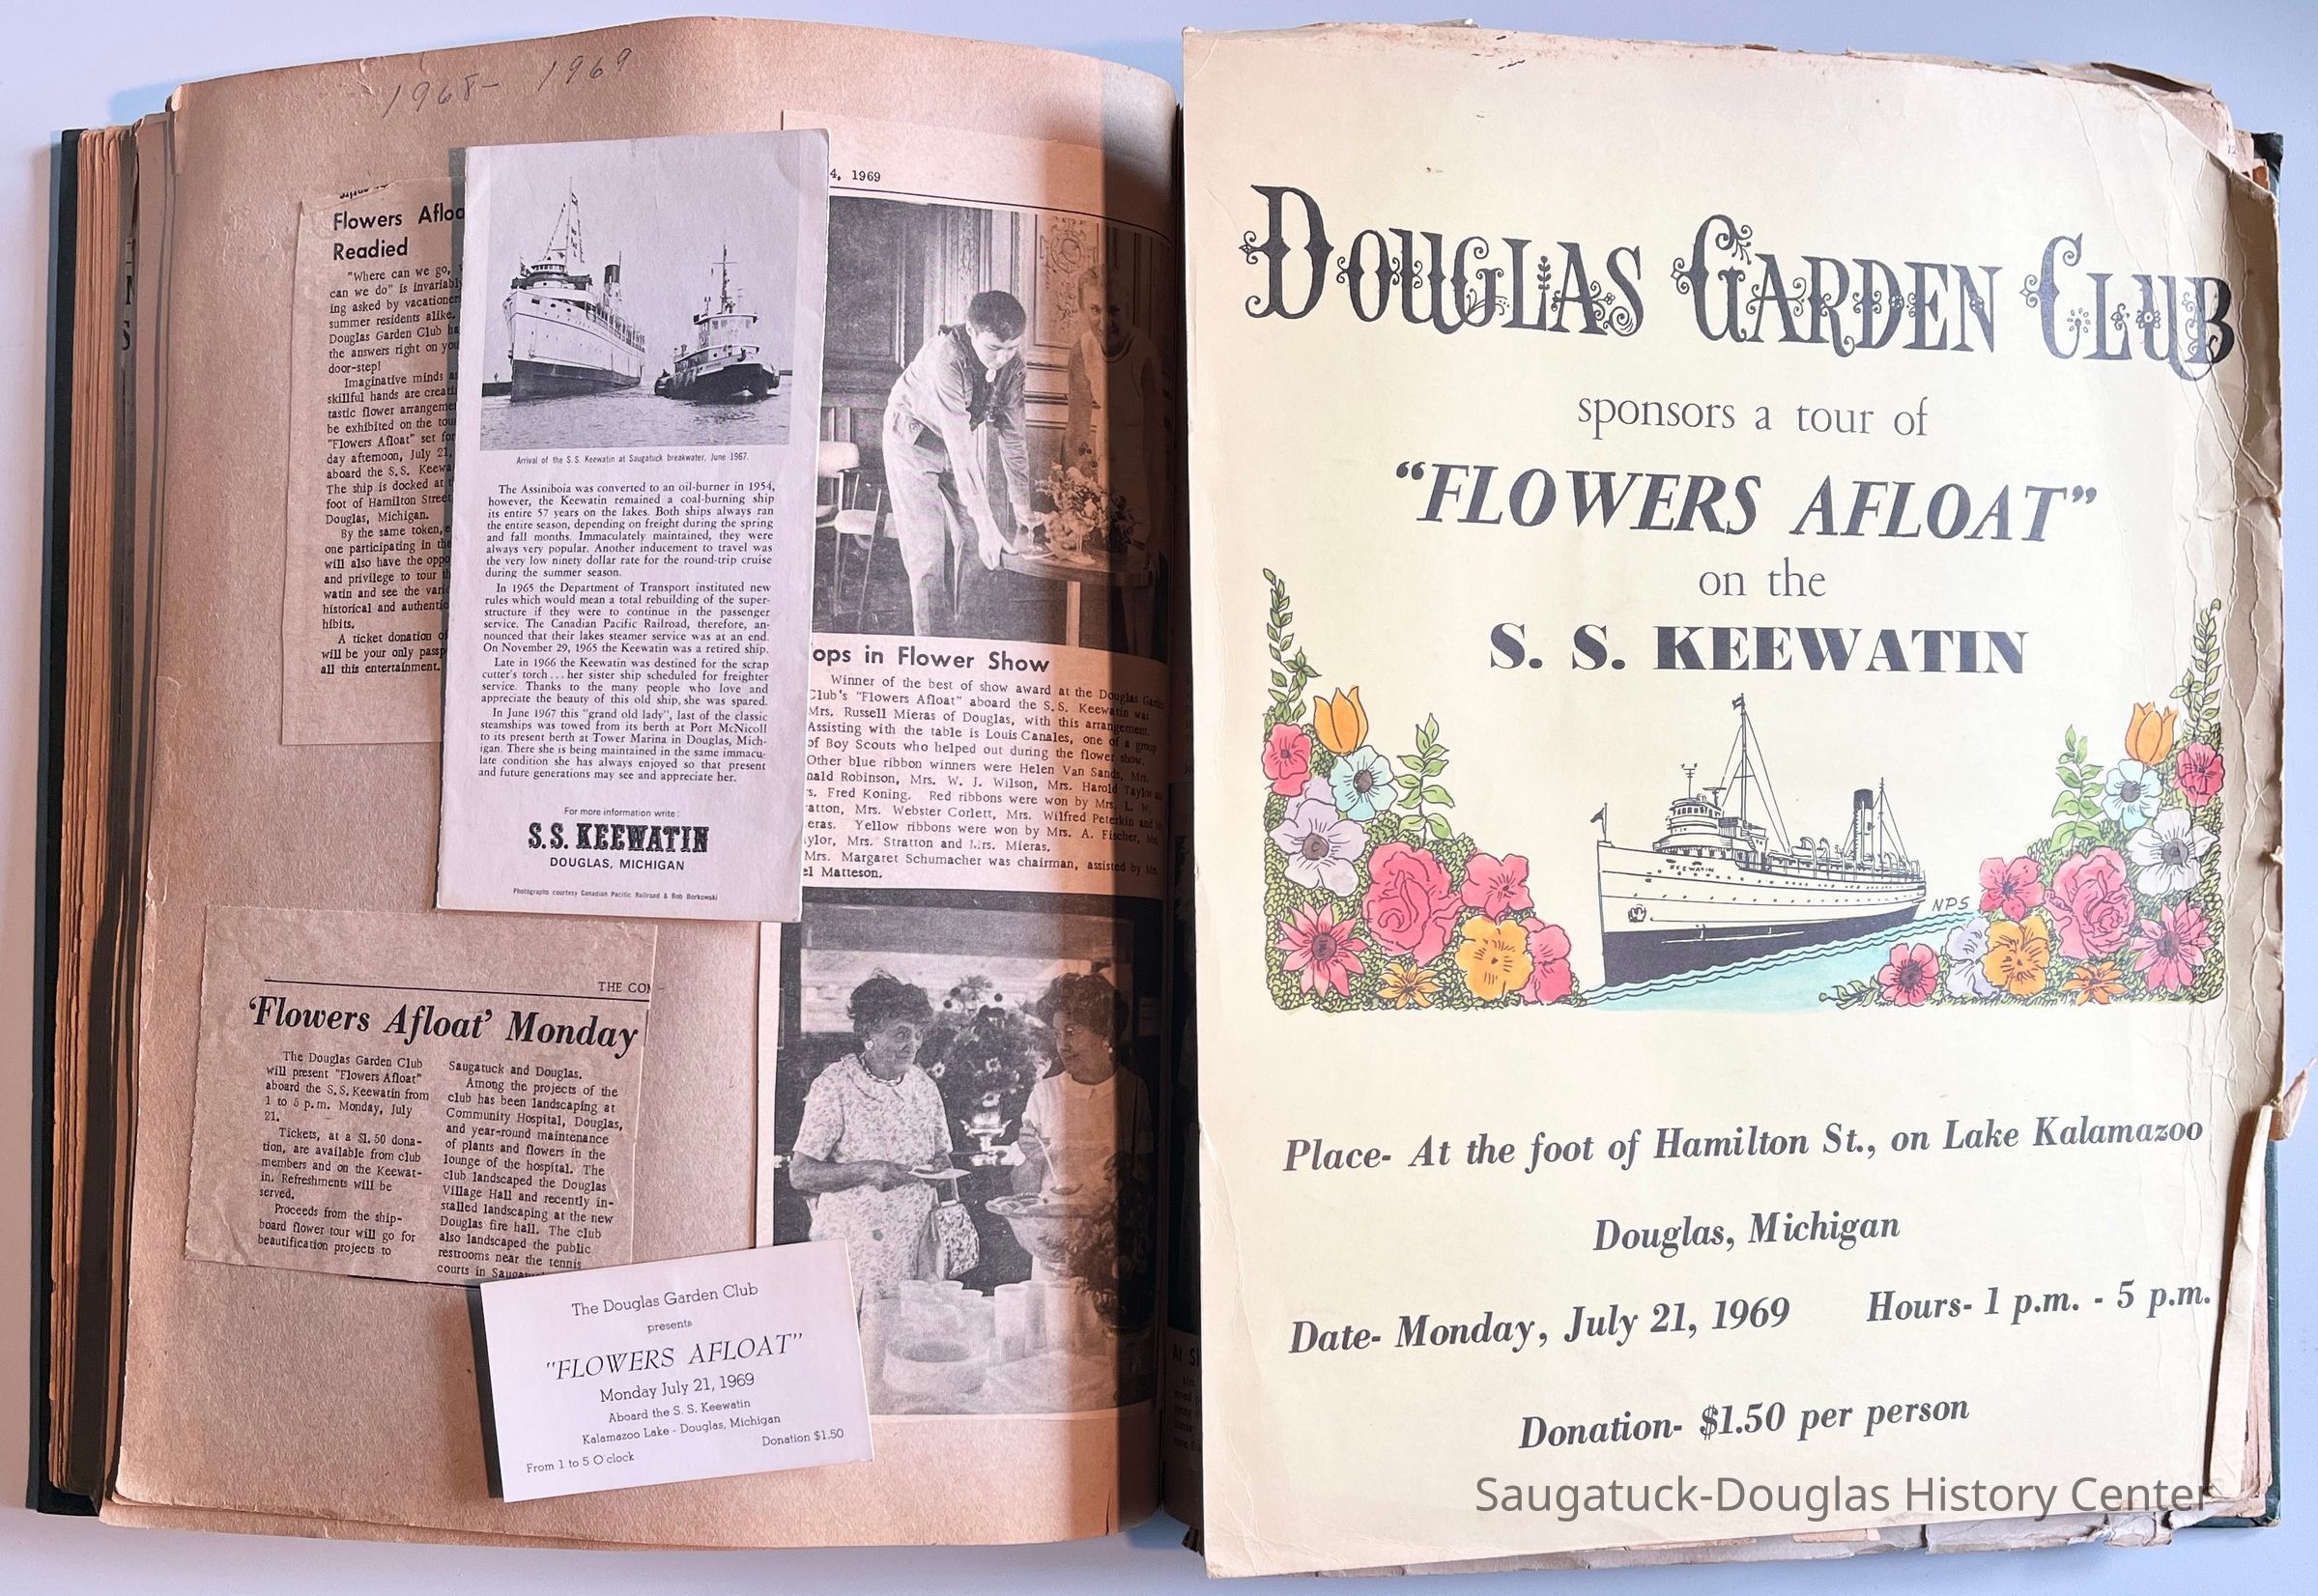 1968- 1969
Flowers Afloa
Readied
"Where can we go,
can we do" is invariabl
ing asked by vacationer
summer residents alike.
Douglas Garden Club ha
the answers right on yo
door-step!
Imaginative minds a
skillful hands are creati
tastic flower arrangeme
be exhibited on the tou
"Flowers Afloat" set for
day afternoon, July 21,
aboard the S.S. Keewa
The ship is docked at t
foot of Hamilton Street
Douglas, Michigan.
By the same token, e
one participating in the
will also have the oppo
and privilege to tour t
watin and see the vari
historical and authentic
hibits.
A ticket donation of
will be your only passp
all this entertainment.
Arrival of the S.S. Keewatin at Saugatuck breakwater, June 1967.
The Assiniboia was converted to an oil-burner in 1954,
however, the Keewatin remained a coal-burning ship
its entire 57 years on the lakes. Both ships always ran
the entire season, depending on freight during the spring
and fall months. Immaculately maintained, they were
always very popular. Another inducement to travel was
the very low ninety dollar rate for the round-trip cruise
during the summer season.
In 1965 the Department of Transport instituted new
rules which would mean a total rebuilding of the super-
structure if they were to continue in the passenger
service. The Canadian Pacific Railroad, therefore, an-
nounced that their lakes steamer service was at an end.
On November 29, 1965 the Keewatin was a retired ship.
Late in 1966 the Keewatin was destined for the scrap
cutter's torch . . . her sister ship scheduled for freighter
service. Thanks to the many people who love and
appreciate the beauty of this old ship, she was spared.
In June 1967 this "grand old lady", last of the classic
steamships was towed from its berth at Port McNicoll
to its present berth at Tower Marina in Douglas, Mich-
igan. There she is being maintained in the same immacu-
late condition she has always enjoyed so that present
and future generations may see and appreciate her.
For more information write:
S.S. KEEWATIN
DOUGLAS, MICHIGAN
Photographs courtesy Canadian Pacific Railroad & Bob Borkowski
4, 1969
ops in Flower Show
Winner of the best of show award at the Douglas Garde
Club's "Flowers Afloat" aboard the S.S. Keewatin was
Mrs. Russell Mieras of Douglas, with this arrangement.
Assisting with the table is Louis Canales, one of a group
of Boy Scouts who helped out during the flower show.
Other blue ribbon winners were Helen Van Sands, Mrs.
nald Robinson, Mrs. W. J. Wilson, Mrs. Harold Taylor
s. Fred Koning. Red ribbons were won by Mrs. L. W.
atton, Mrs. Webster Corlett, Mrs. Wilfred Peterkin and
eras. Yellow ribbons were won by Mrs. A. Fischer, Mrs.
ylor, Mrs. Stratton and Mrs. Mieras.
Mrs. Margaret Schumacher was chairman, assisted by Mrs.
el Matteson.
THE COM
'Flowers Afloat' Monday
The Douglas Garden Club
will present "Flowers Afloat"
aboard the S.S. Keewatin from
1 to 5 p.m. Monday, July
21.
Tickets, at a $1.50 dona-
tion, are available from club
members and on the Keewat-
in. Refreshments will be
served.
Proceeds from the ship-
board flower tour will go for
beautification projects to
Saugatuck and Douglas.
Among the projects of the
club has been landscaping at
Community Hospital, Douglas,
and year-round maintenance
of plants and flowers in the
lounge of the hospital. The
club landscaped the Douglas
Village Hall and recently in-
stalled landscaping at the new
Douglas fire hall. The club
also landscaped the public
restrooms near the tennis
courts in Saugatuck
The Douglas Garden Club
presents
"FLOWERS AFLOAT"
Monday July 21, 1969
Aboard the S. S. Keewatin
Kalamazoo Lake - Douglas, Michigan
From 1 to 5 O'clock Donation $1.50
DOUGLAS GARDEN CLUB
sponsors a tour of
"FLOWERS AFLOAT"
on the
S. S. KEEWATIN
KEEWATIN
NPS
Place- At the foot of Hamilton St., on Lake Kalamazoo
Douglas, Michigan
Date- Monday, July 21, 1969 Hours- 1 p.m. - 5 p.m.
Donation- $1.50 per person
Saugatuck-Douglas History Center